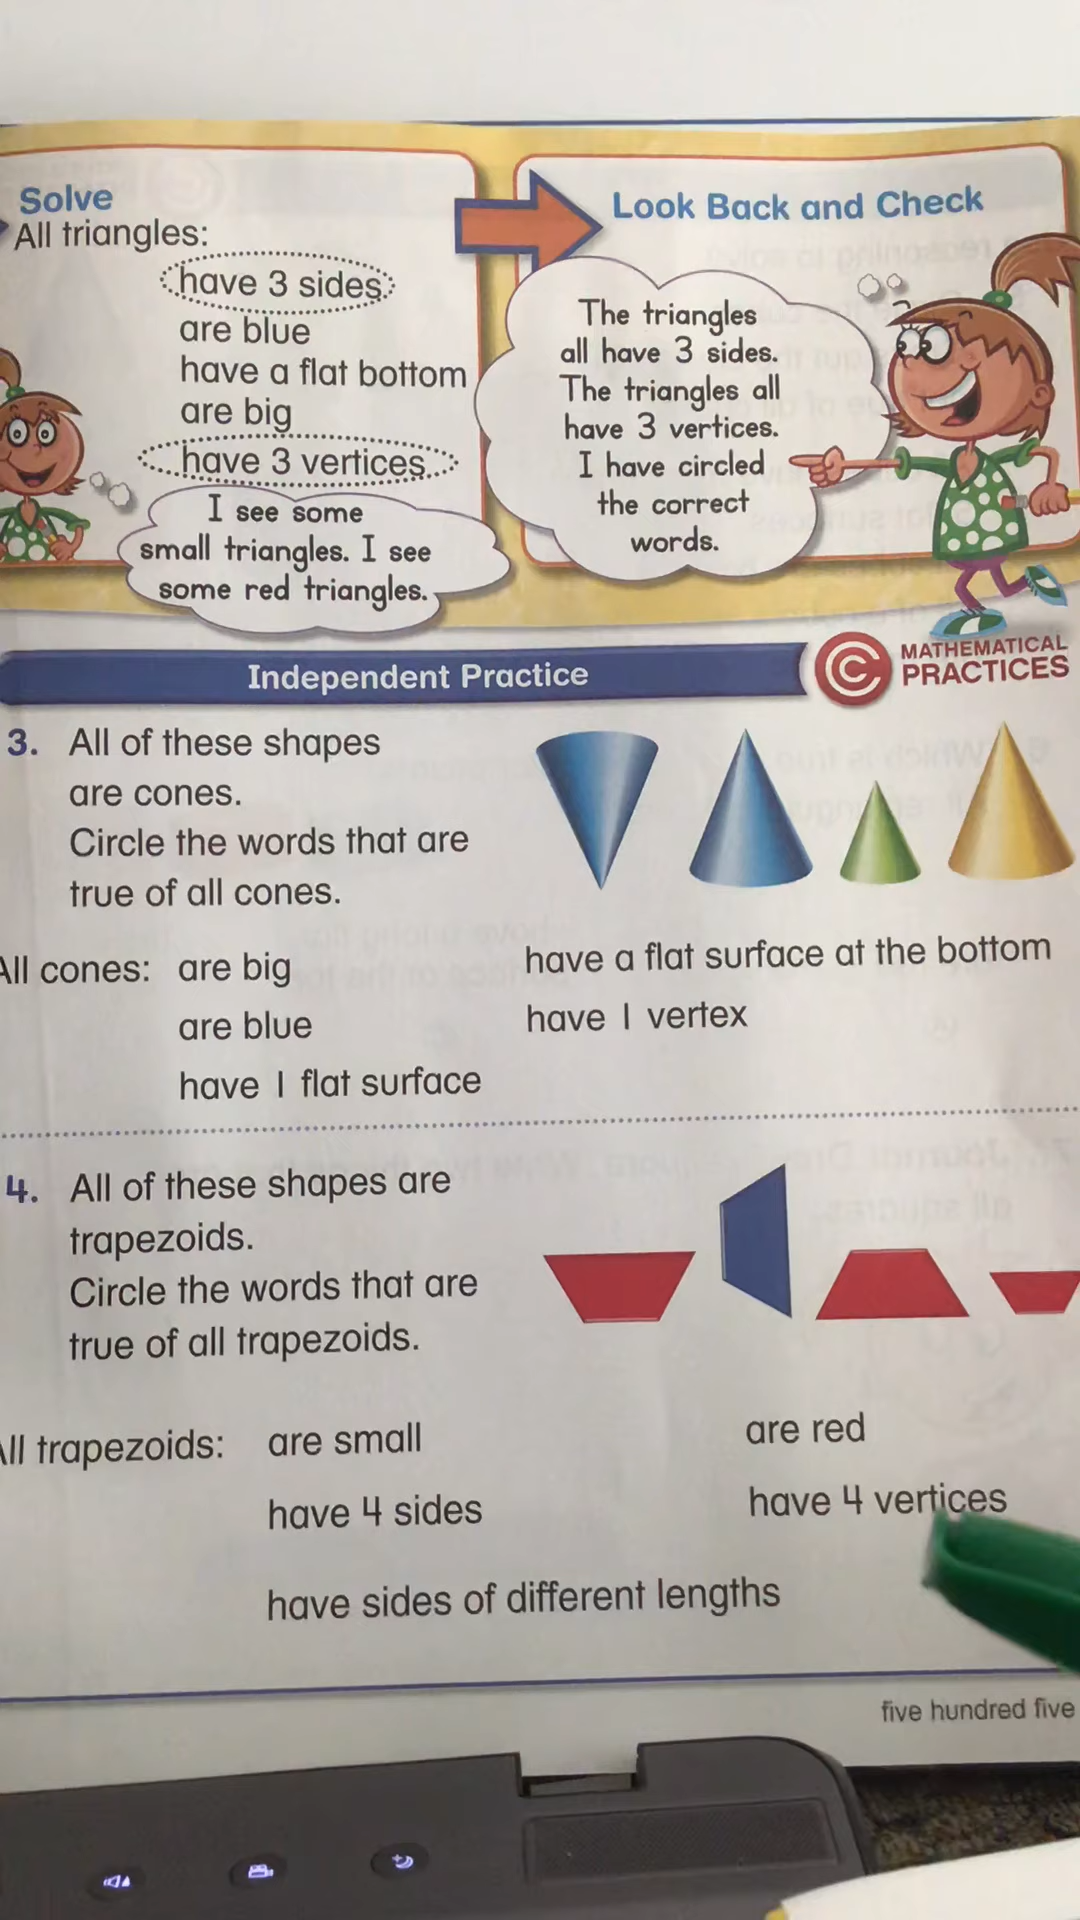 Solve
All triangles:
have 3 sides
are blue
have a flat bottom
are big
have 3 vertices
I see some
small triangles. I see
some red triangles.
Look Back and Check
The triangles
all have 3 sides.
The triangles all
have 3 vertices.
I have circled
the correct
words.
Independent Practice
MATHEMATICAL
PRACTICES
3. All of these shapes
are cones.
Circle the words that are
true of all cones.
All cones: are big
are blue
have 1 flat surface
have a flat surface at the bottom
have 1 vertex
4. All of these shapes are
trapezoids.
Circle the words that are
true of all trapezoids.
All trapezoids: are small
are red
have 4 sides
have 4 vertices
have sides of different lengths
five hundred five